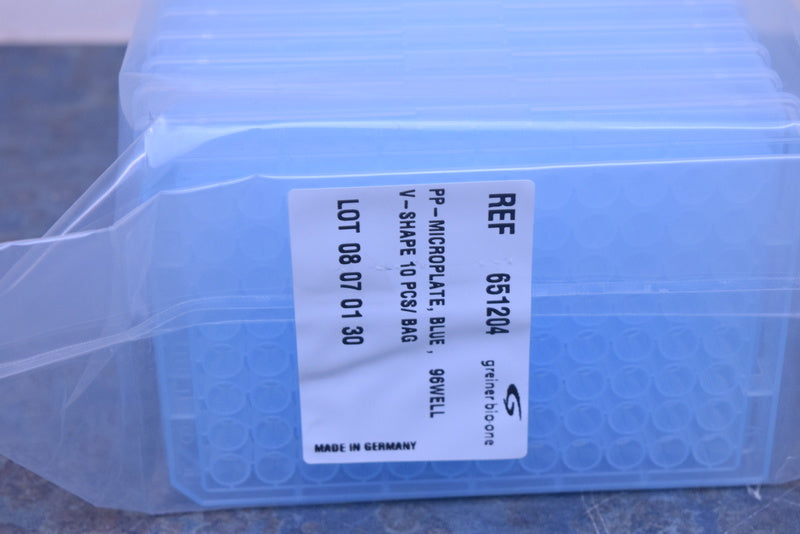 REF 651204
PP-MICROPLATE, BLUE, 96WELL
V-SHAPE 10 PCS/ BAG
LOT 08 07 01 30
greiner bio-one
MADE IN GERMANY